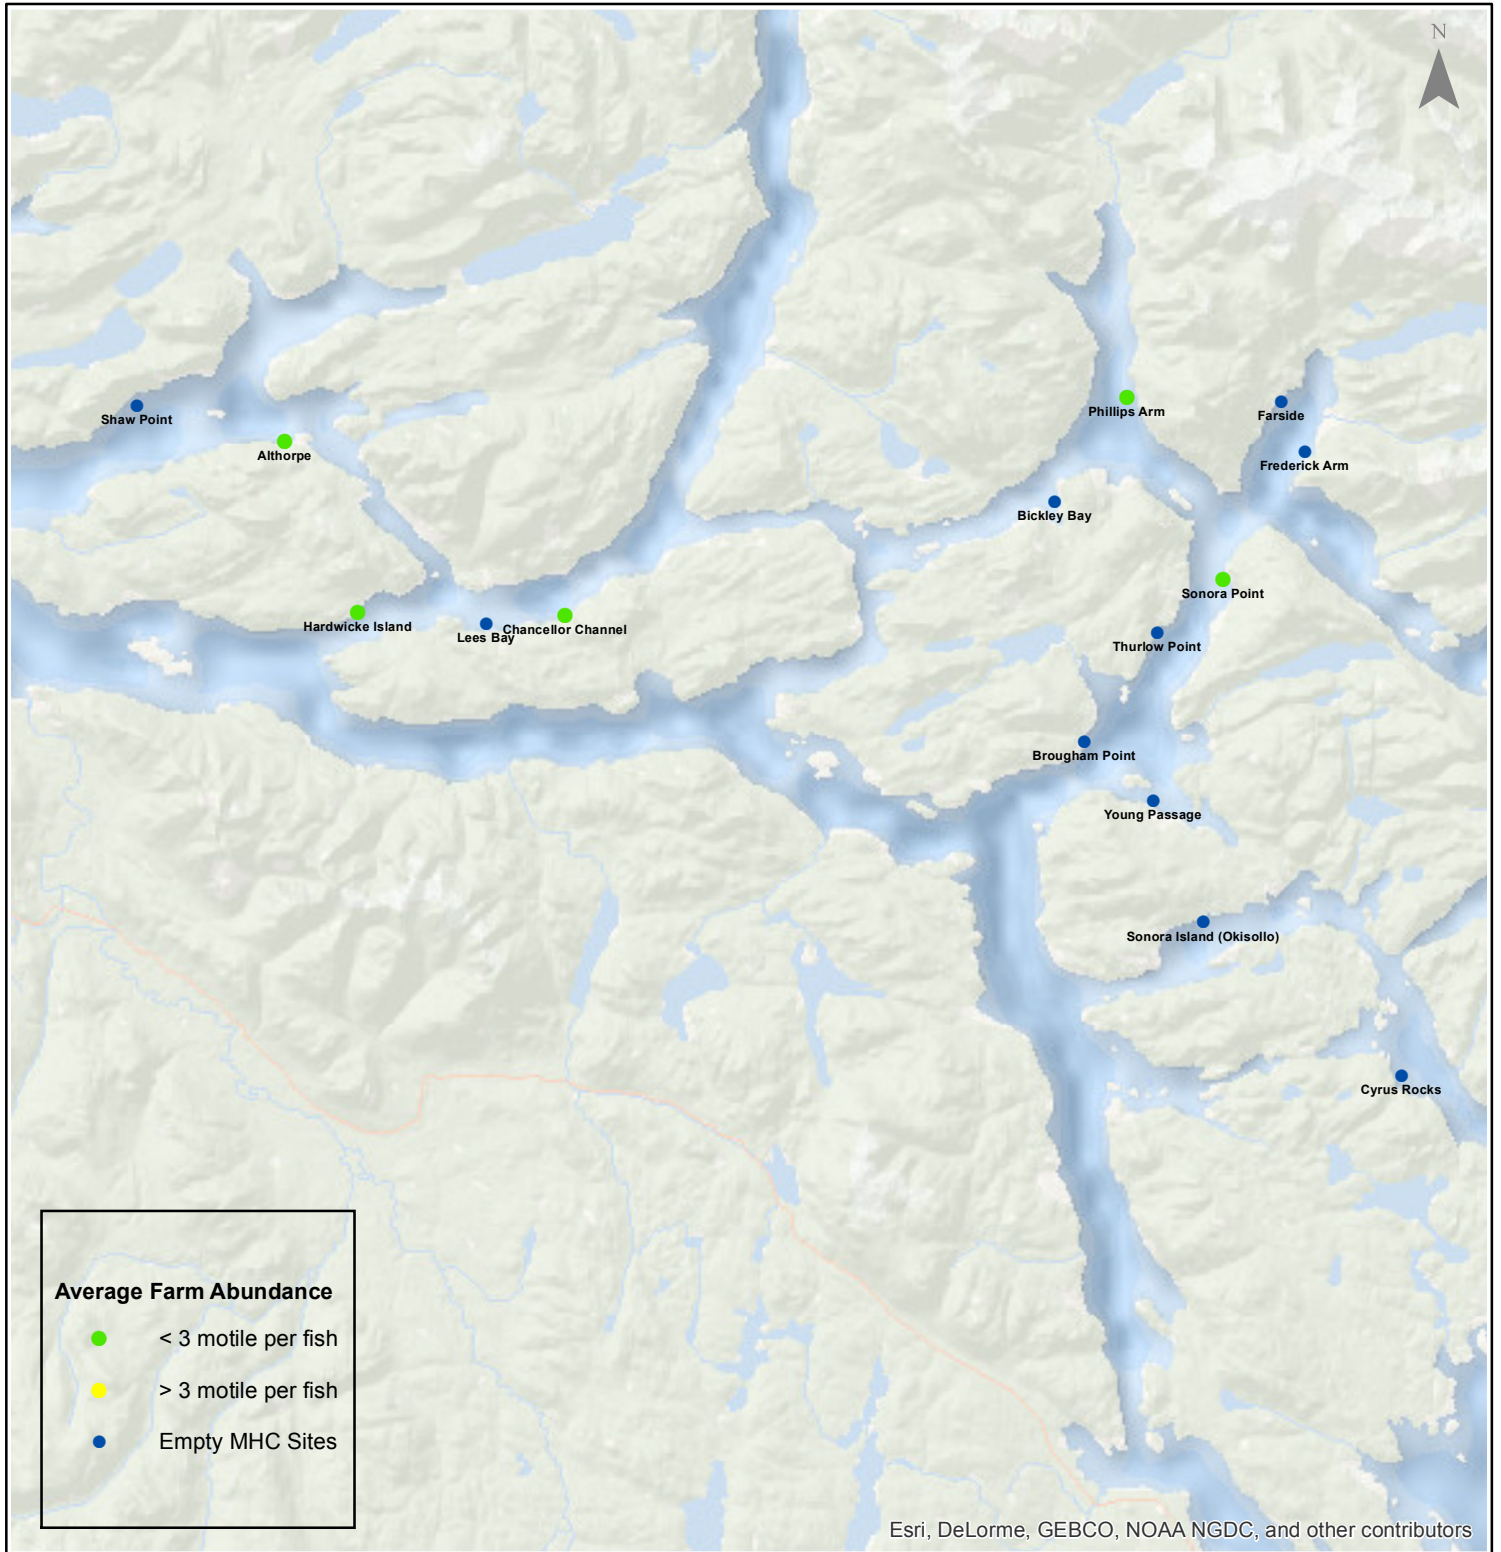 N
Phillips Arm
Farside
Shaw Point
Althorpe
Frederick Arm
Bickley Bay
Sonora Point
Hardwicke Island
Lees Bay
Chancellor Channel
Thurlow Point
Brougham Point
Young Passage
Sonora Island (Okisollo)
Cyrus Rocks
Average Farm Abundance
< 3 motile per fish
> 3 motile per fish
Empty MHC Sites
Esri, DeLorme, GEBCO, NOAA NGDC, and other contributors